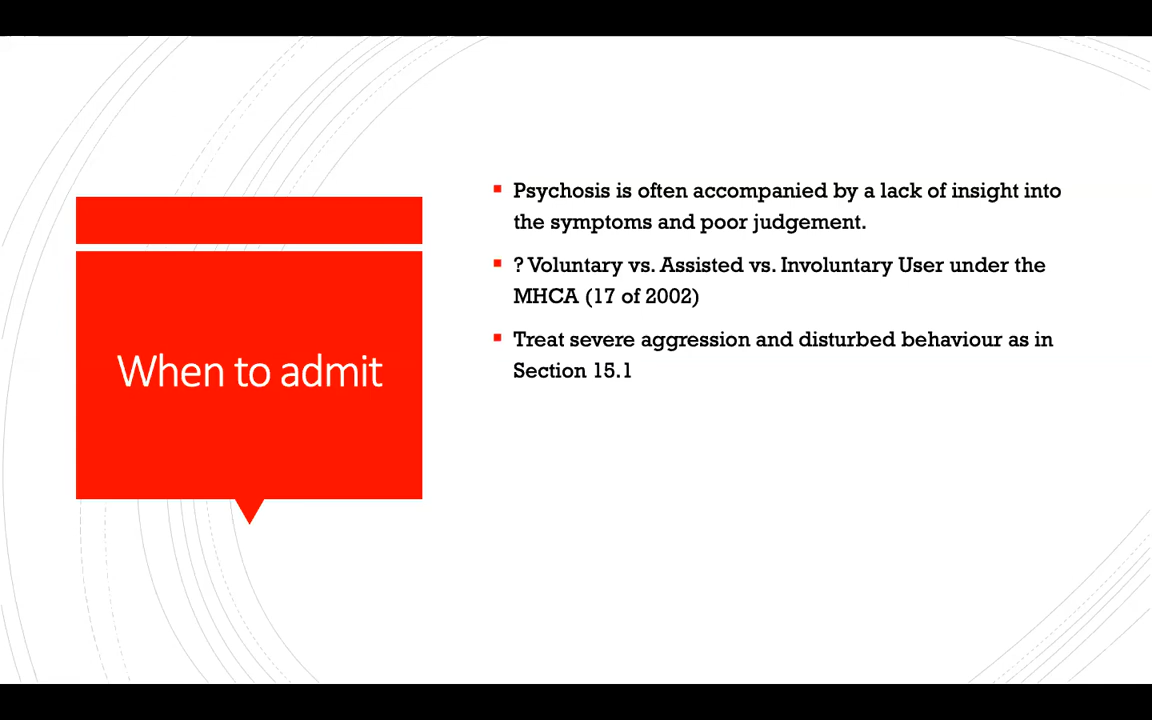 When to admit
Psychosis is often accompanied by a lack of insight into
the symptoms and poor judgement.
? Voluntary vs. Assisted vs. Involuntary User under the
MHCA (17 of 2002)
Treat severe aggression and disturbed behaviour as in
Section 15.1